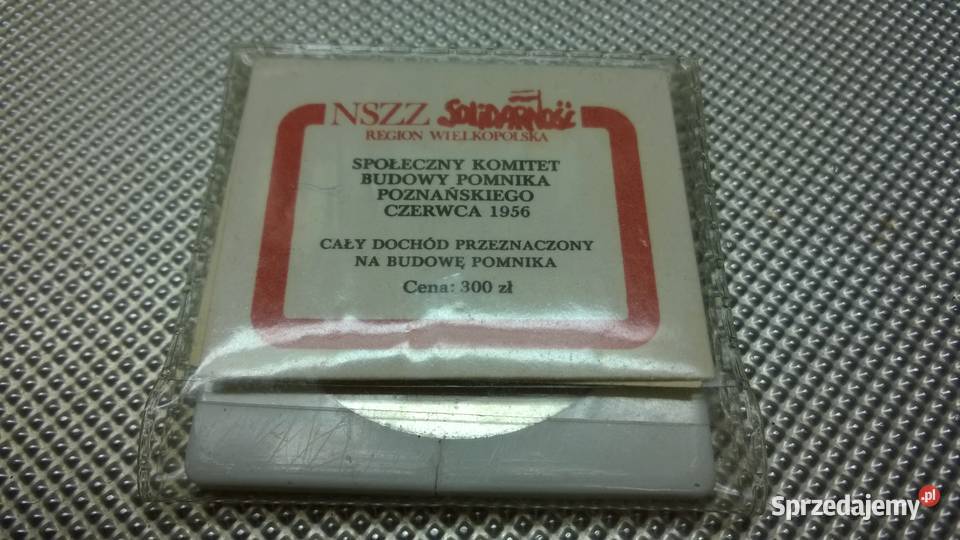 NSZZ SOLIDARNOŚĆ
REGION WIELKOPOLSKA
SPOŁECZNY KOMITET
BUDOWY POMNIKA
POZNAŃSKIEGO
CZERWCA 1956
CAŁY DOCHÓD PRZEZNACZONY
NA BUDOWĘ POMNIKA
Cena: 300 zł
Sprzedajemy.pl